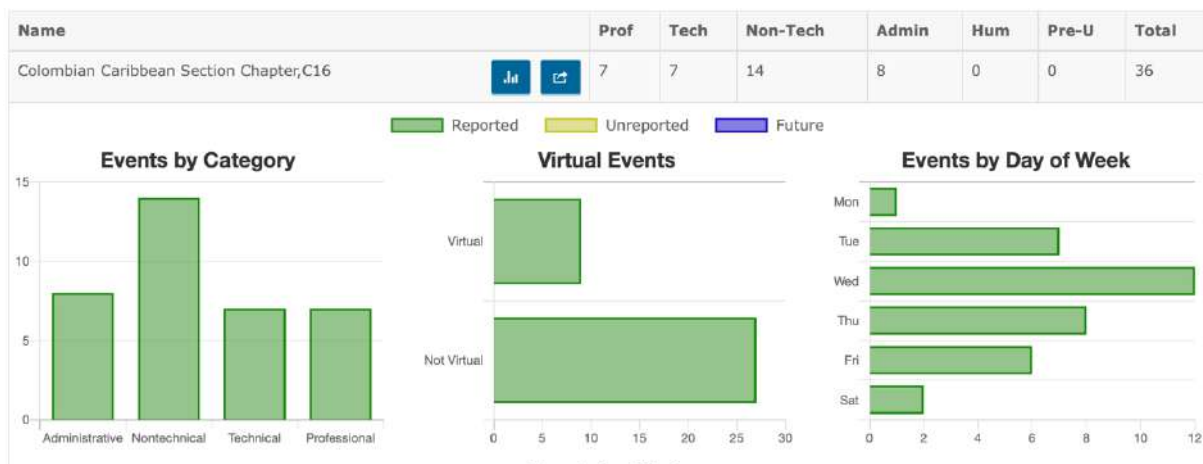 Name Prof Tech Non-Tech Admin Hum Pre-U Total
Colombian Caribbean Section Chapter,C16 7 7 14 8 0 0 36
Reported Unreported Future
Events by Category
15
10
5
0
Administrative Nontechnical Technical Professional
Virtual Events
Virtual
Not Virtual
0 5 10 15 20 25 30
Events by Day of Week
Mon
Tue
Wed
Thu
Fri
Sat
0 2 4 6 8 10 12